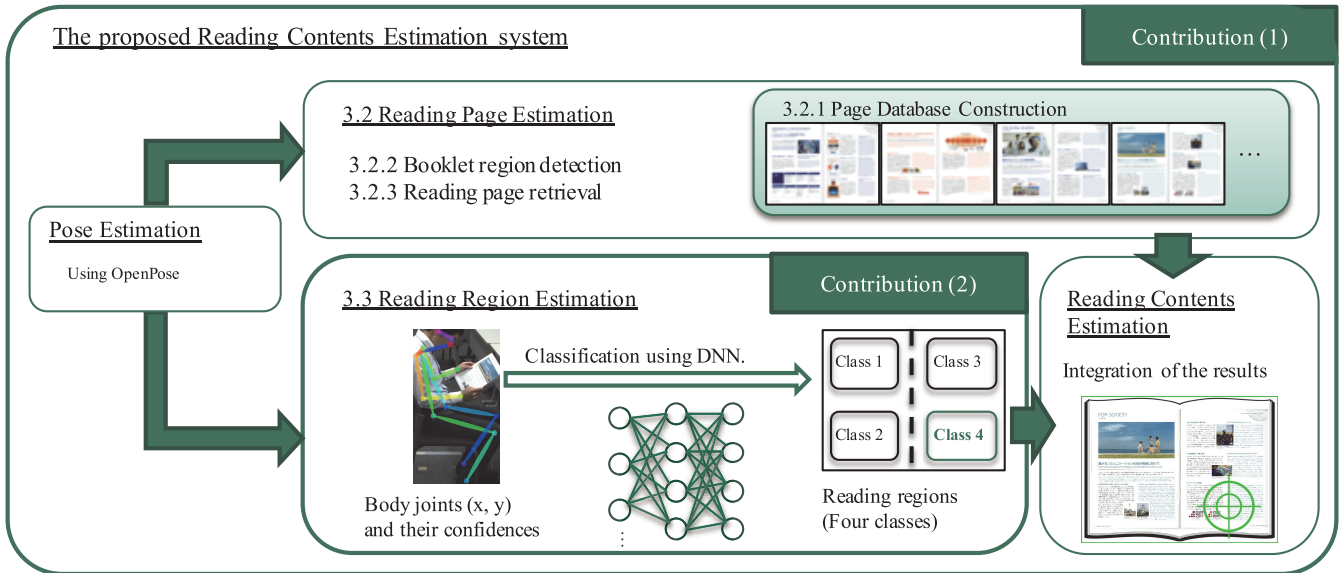 The proposed Reading Contents Estimation system
Contribution (1)
3.2 Reading Page Estimation
3.2.2 Booklet region detection
3.2.3 Reading page retrieval
3.2.1 Page Database Construction
...
Pose Estimation
Using OpenPose
3.3 Reading Region Estimation
Contribution (2)
Classification using DNN.
Body joints (x, y)
and their confidences
Class 1
Class 3
Class 2
Class 4
Reading regions
(Four classes)
Reading Contents
Estimation
Integration of the results
FOR SOCIETY